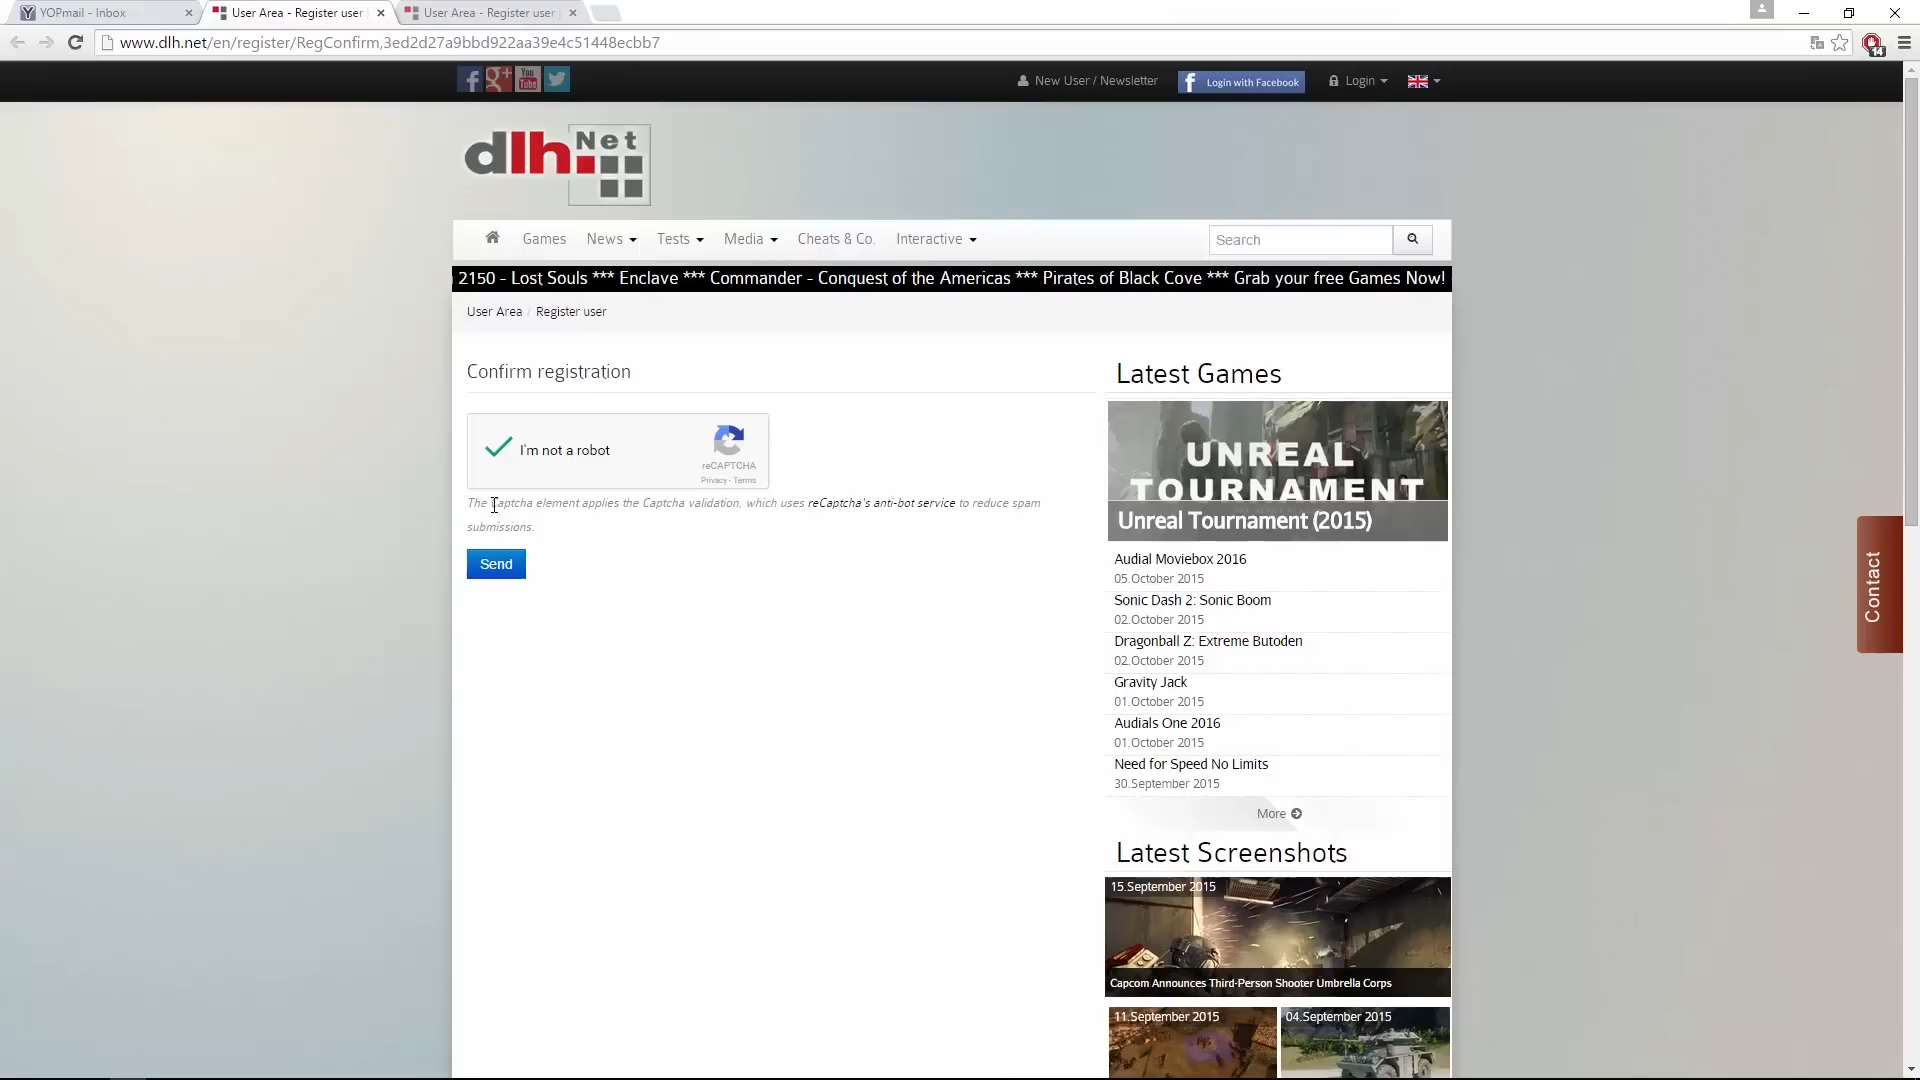 YOPmail - Inbox
User Area - Register user
User Area - Register user
www.dlh.net/en/register/RegConfirm,3ed2d27a9bbd922aa39e4c51448ecbb7
14
New User / Newsletter
Login with Facebook
Login
dlh.Net
Games
News
Tests
Media
Cheats & Co.
Interactive
Search
2150 - Lost Souls *** Enclave *** Commander - Conquest of the Americas *** Pirates of Black Cove *** Grab your free Games Now!
User Area / Register user
Confirm registration
I'm not a robot
reCAPTCHA
Privacy - Terms
The Captcha element applies the Captcha validation, which uses reCaptcha's anti-bot service to reduce spam
submissions.
Send
Latest Games
UNREAL
TOURNAMENT
Unreal Tournament (2015)
Audial Moviebox 2016
05.October 2015
Sonic Dash 2: Sonic Boom
02.October 2015
Dragonball Z: Extreme Butoden
02.October 2015
Gravity Jack
01.October 2015
Audials One 2016
01.October 2015
Need for Speed No Limits
30.September 2015
More
Latest Screenshots
15.September 2015
Capcom Announces Third-Person Shooter Umbrella Corps
11.September 2015
04.September 2015
Contact